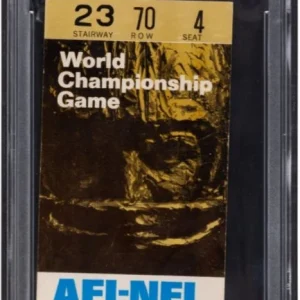 23 70 4
STAIRWAY ROW SEAT
World
Championship
Game
AFL-NFL